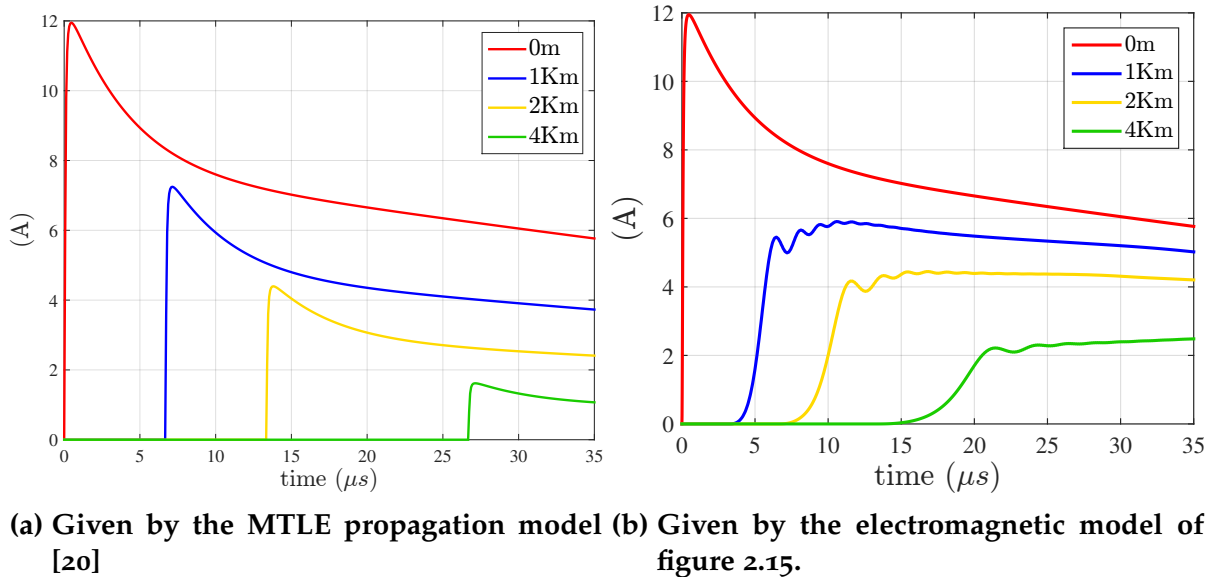 12
10
8
6
4
2
0
(A)
0m
1Km
2Km
4Km
0 5 10 15 20 25 30 35
time (μs)
12
10
8
6
4
2
0
(A)
0m
1Km
2Km
4Km
0 5 10 15 20 25 30 35
time (μs)
(a) Given by the MTLE propagation model
[20]
(b) Given by the electromagnetic model of
figure 2.15.